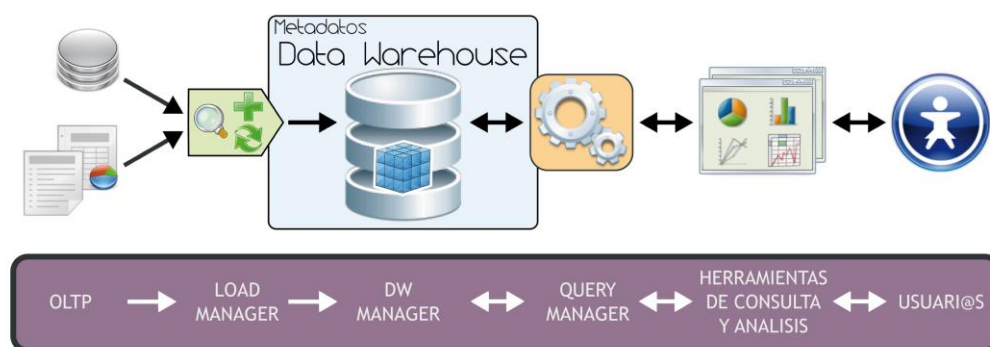 Metadatos
Data Warehouse
OLTP
LOAD
MANAGER
DW
MANAGER
QUERY
MANAGER
HERRAMIENTAS
DE CONSULTA
Y ANALISIS
USUARI@S